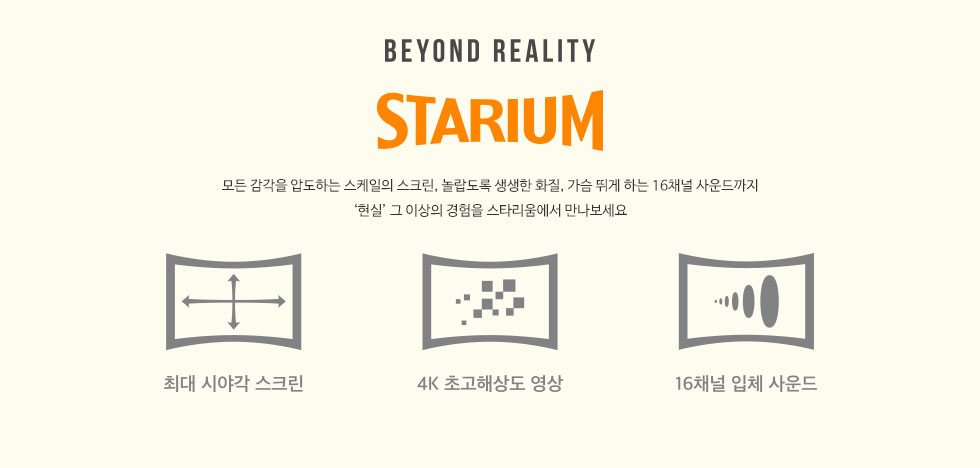 BEYOND REALITY
STARIUM
모든 감각을 압도하는 스케일의 스크린, 놀랍도록 생생한 화질, 가슴 뛰게 하는 16채널 사운드까지
‘현실’ 그 이상의 경험을 스타리움에서 만나보세요
최대 시야각 스크린
4K 초고해상도 영상
16채널 입체 사운드